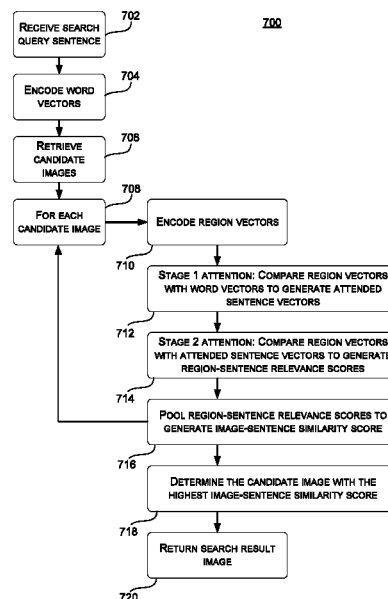 700
RECEIVE SEARCH
QUERY SENTENCE
702
ENCODE WORD
VECTORS
704
RETRIEVE
CANDIDATE
IMAGES
706
FOR EACH
CANDIDATE IMAGE
708
ENCODE REGION VECTORS
710
STAGE 1 ATTENTION: COMPARE REGION VECTORS
WITH WORD VECTORS TO GENERATE ATTENDED
SENTENCE VECTORS
712
STAGE 2 ATTENTION: COMPARE REGION VECTORS
WITH ATTENDED SENTENCE VECTORS TO GENERATE
REGION-SENTENCE RELEVANCE SCORES
714
POOL REGION-SENTENCE RELEVANCE SCORES TO
GENERATE IMAGE-SENTENCE SIMILARITY SCORE
716
DETERMINE THE CANDIDATE IMAGE WITH THE
HIGHEST IMAGE-SENTENCE SIMILARITY SCORE
718
RETURN SEARCH RESULT
IMAGE
720